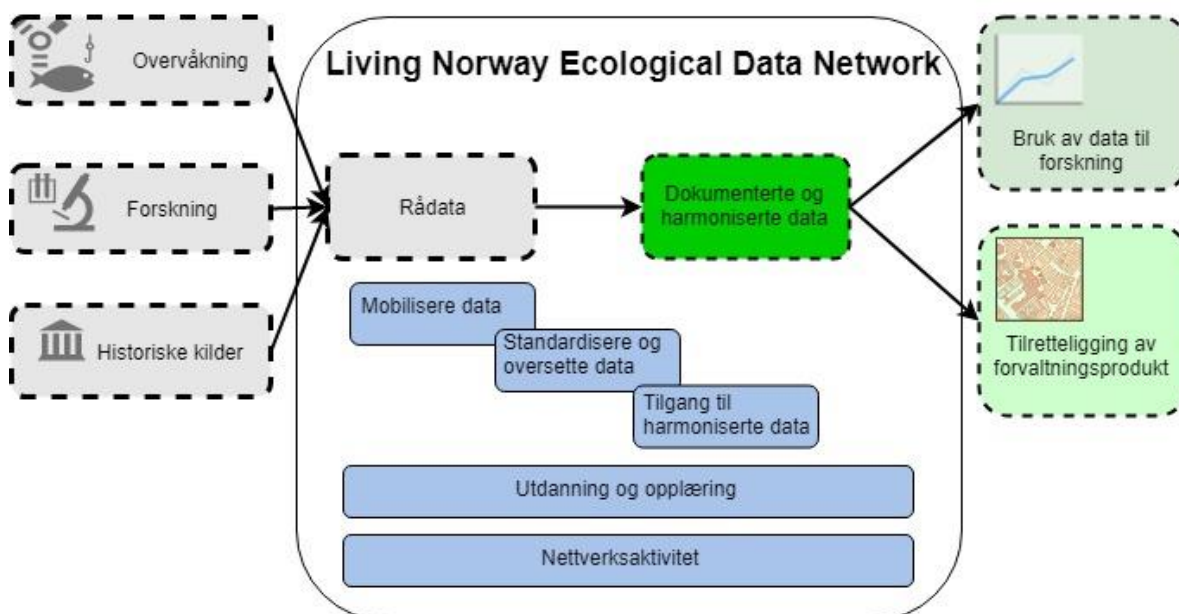 Overvåkning
Forskning
Historiske kilder
Living Norway Ecological Data Network
Rådata
Dokumenterte og
harmoniserte data
Mobilisere data
Standardisere og
oversette data
Tilgang til
harmoniserte data
Utdanning og opplæring
Nettverksaktivitet
Bruk av data til
forskning
Tilretteligging av
forvaltningsprodukt